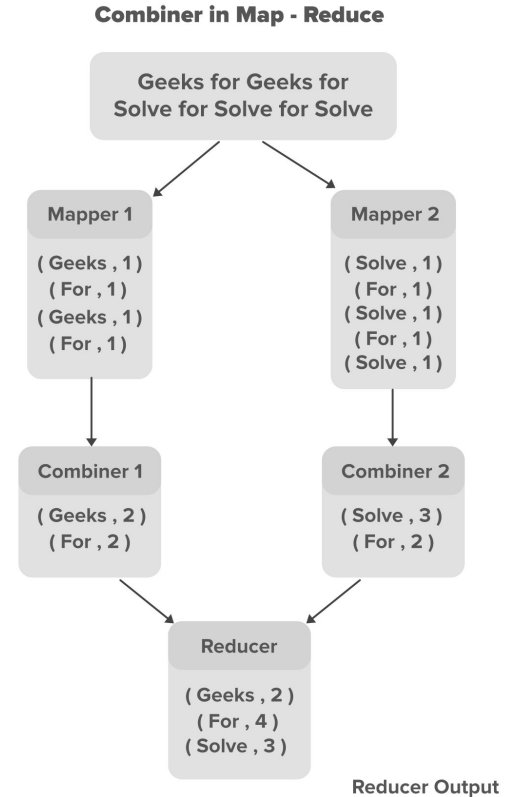 Combiner in Map - Reduce
Geeks for Geeks for
Solve for Solve for Solve
Mapper 1
( Geeks , 1 )
( For , 1 )
( Geeks , 1 )
( For , 1 )
Mapper 2
( Solve , 1 )
( For , 1 )
( Solve , 1 )
( For , 1 )
( Solve , 1 )
Combiner 1
( Geeks , 2 )
( For , 2 )
Combiner 2
( Solve , 3 )
( For , 2 )
Reducer
( Geeks , 2 )
( For , 4 )
( Solve , 3 )
Reducer Output